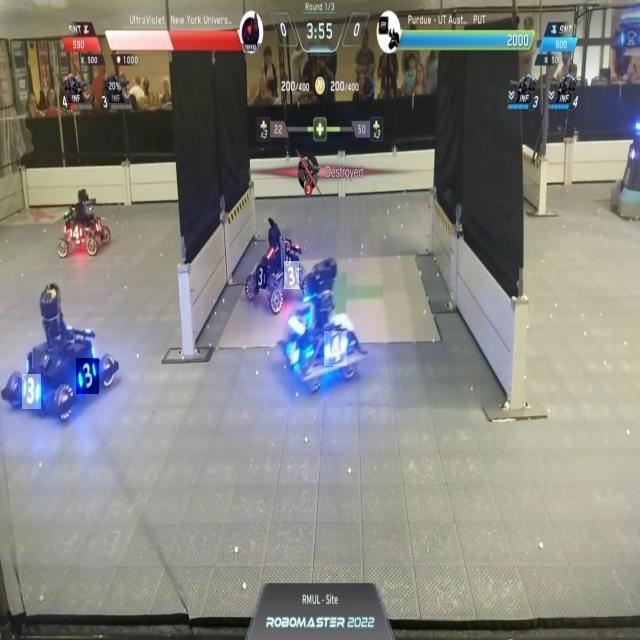 Round 1/3
UltraViolet New York Univers..
Purdue - UT Aust.. PUT
SNT
590
500
1000
0
3:55
0
2000
SNT
600
50
200/400
200/400
4 INF
3 INF
20%
INF 3
INF 4
22
50
Destroyed
4
3
3
4
3
3
RMUL - Site
ROBOMASTER 2022